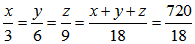 x/3 = y/6 = z/9 = (x + y + z)/18 = 720/18